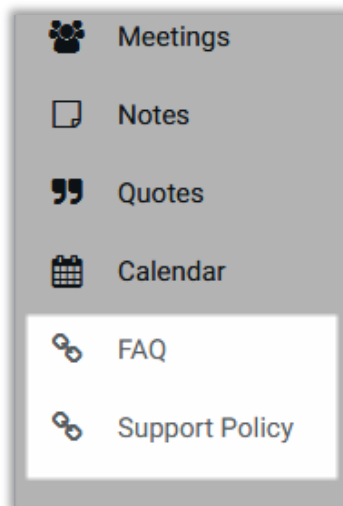 Meetings
Notes
Quotes
Calendar
FAQ
Support Policy